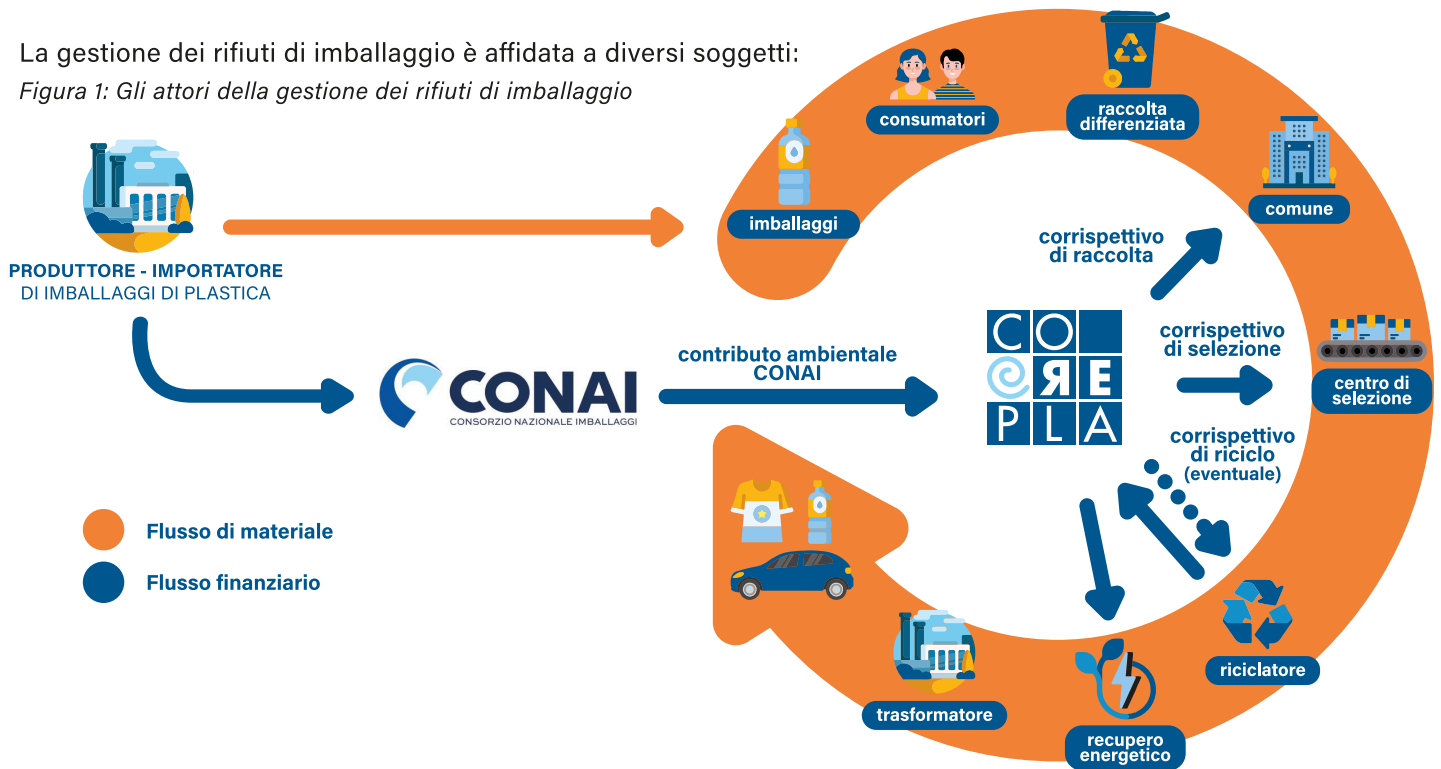 La gestione dei rifiuti di imballaggio è affidata a diversi soggetti:
Figura 1: Gli attori della gestione dei rifiuti di imballaggio
PRODUTTORE - IMPORTATORE
DI IMBALLAGGI DI PLASTICA
imballaggi
consumatori
raccolta
differenziata
comune
corrispettivo
di raccolta
CONAI
CONSORZIO NAZIONALE IMBALLAGGI
contributo ambientale
CONAI
CO
RE
PLA
corrispettivo
di selezione
centro di
selezione
corrispettivo
di riciclo
(eventuale)
Flusso di materiale
Flusso finanziario
riciclatore
recupero
energetico
trasformatore